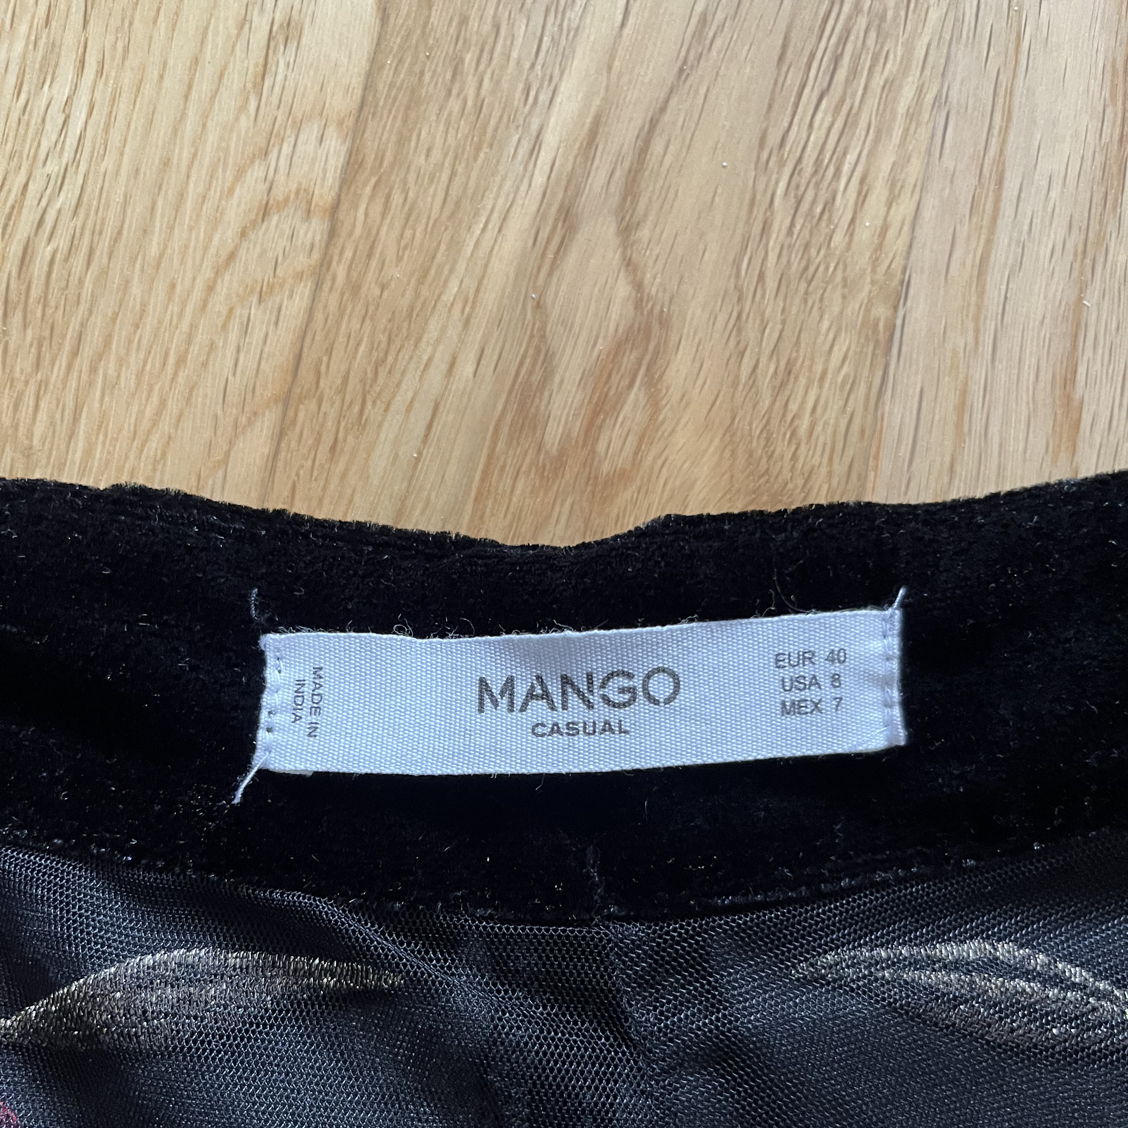 MADE IN
INDIA
MANGO
CASUAL
EUR 40
USA 8
MEX 7